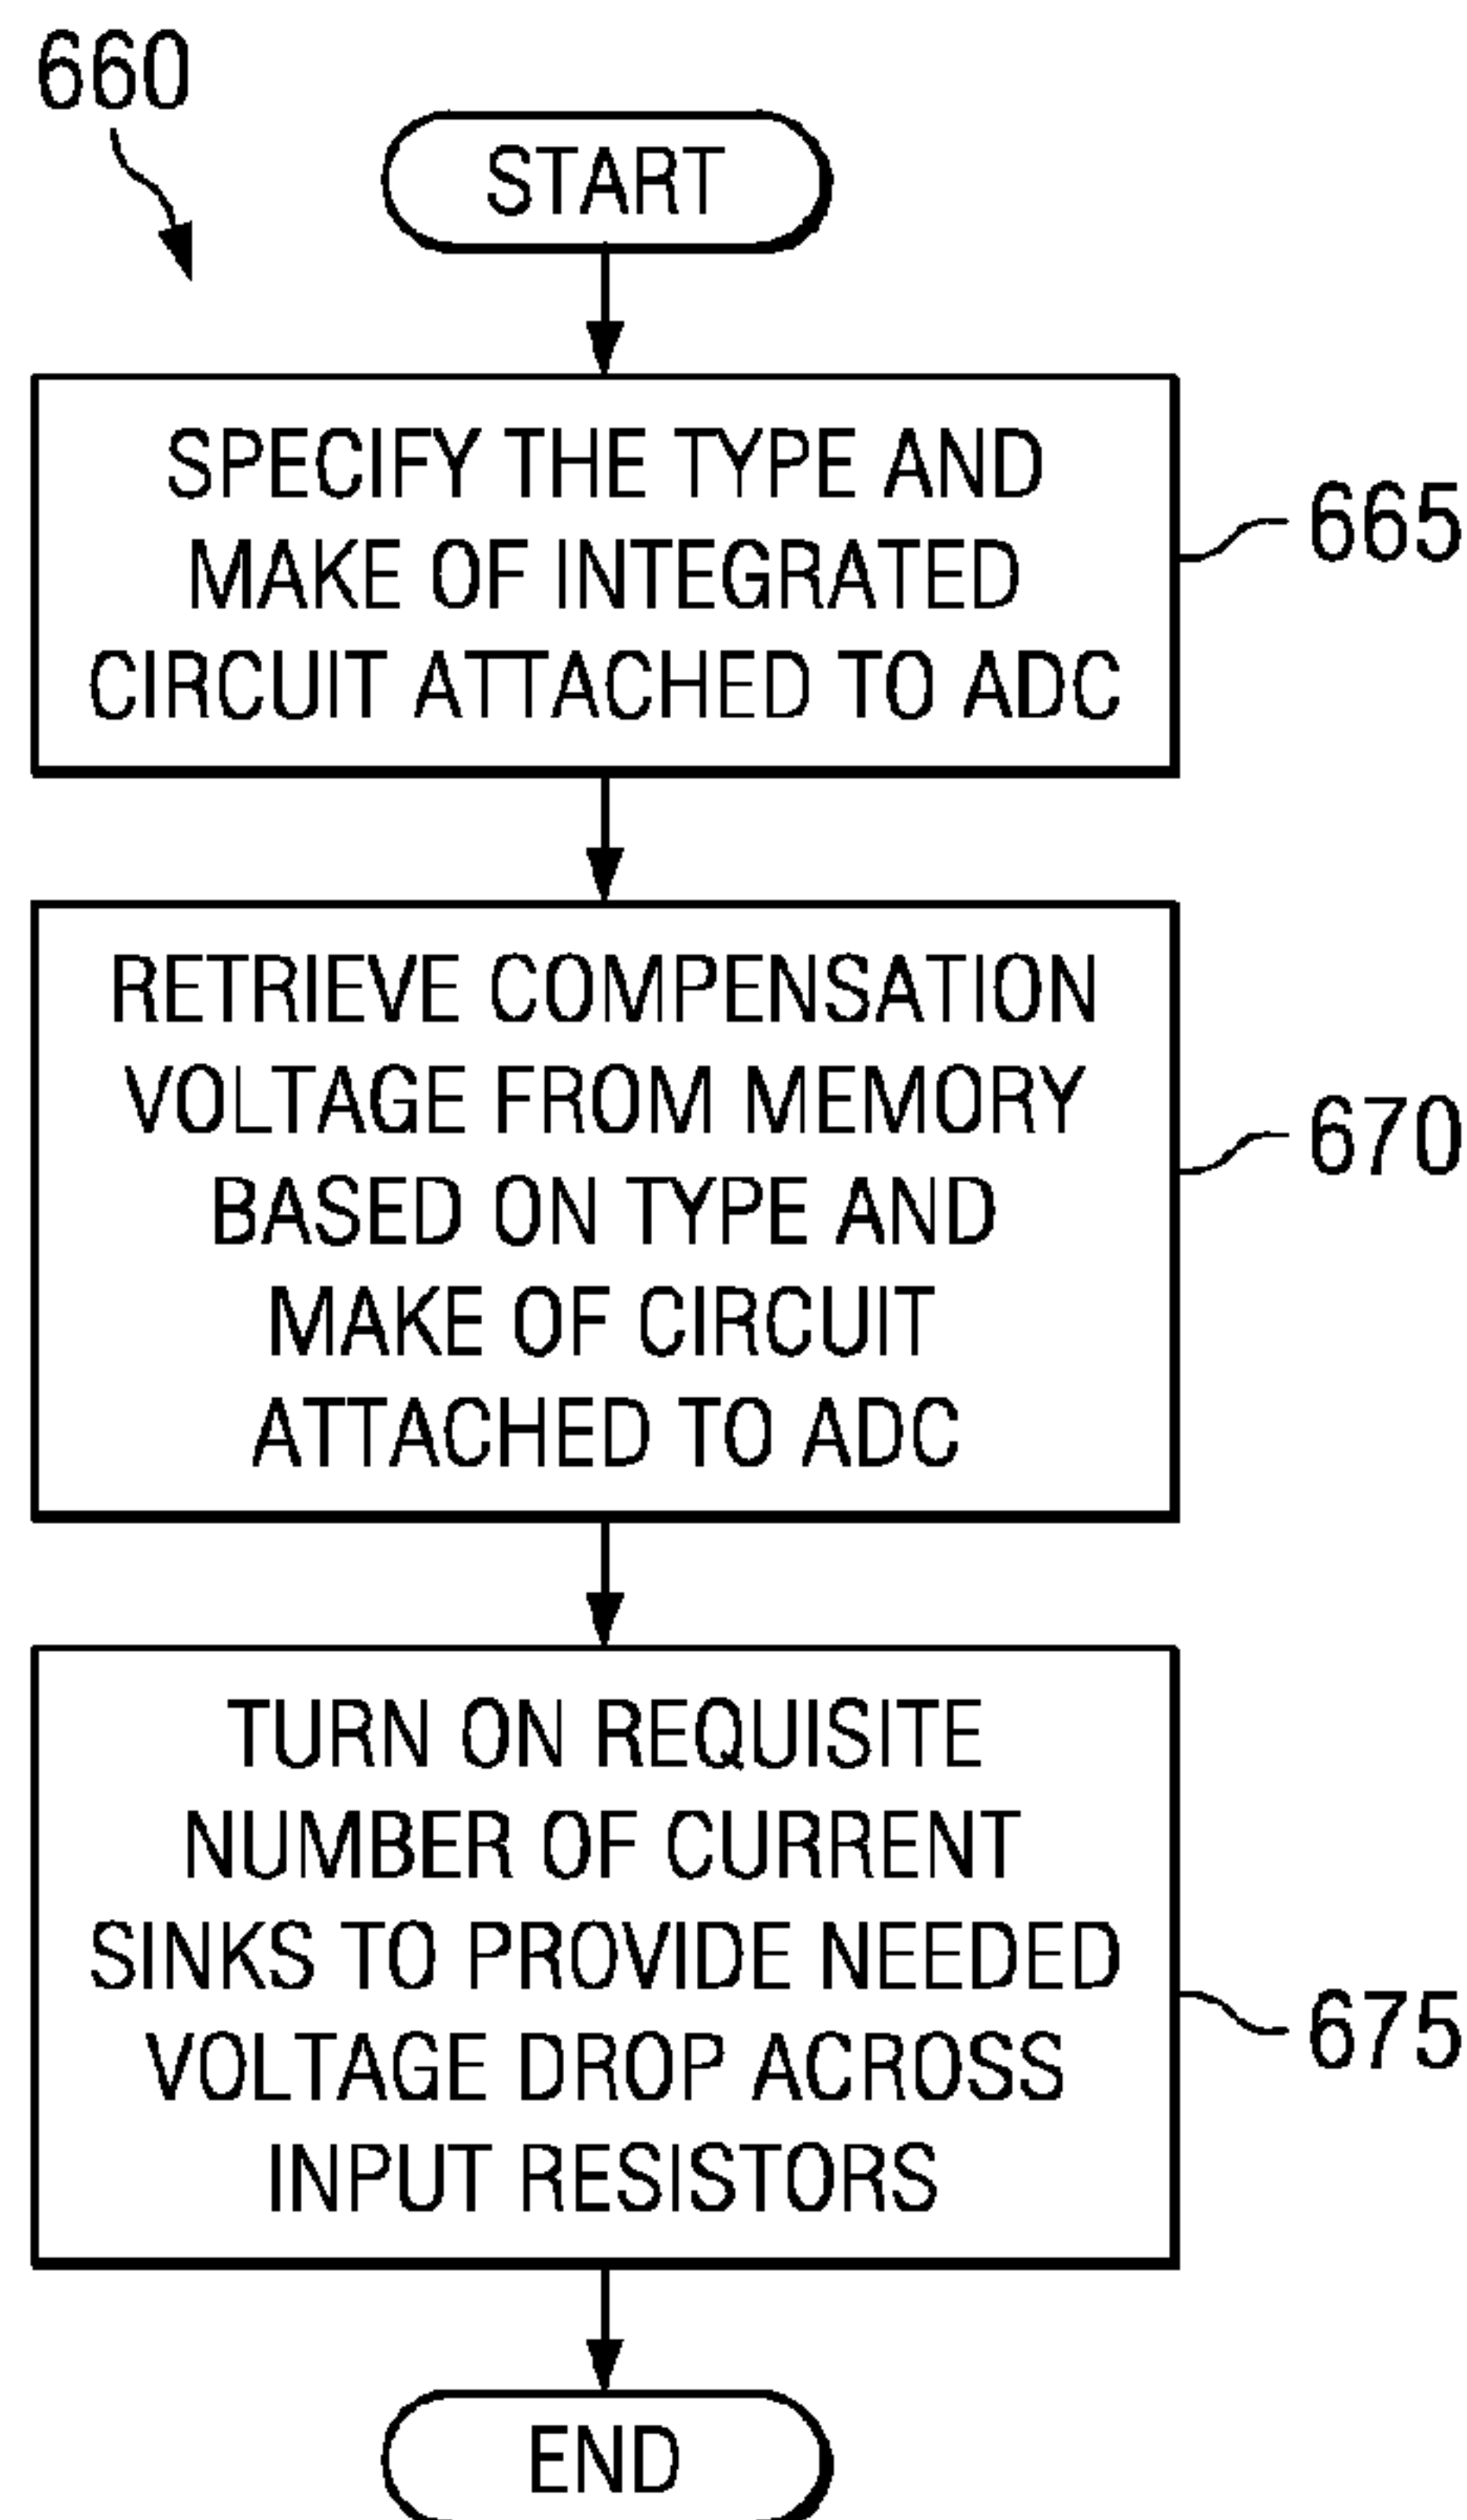 660
START
SPECIFY THE TYPE AND
MAKE OF INTEGRATED
CIRCUIT ATTACHED TO ADC
665
RETRIEVE COMPENSATION
VOLTAGE FROM MEMORY
BASED ON TYPE AND
MAKE OF CIRCUIT
ATTACHED TO ADC
670
TURN ON REQUISITE
NUMBER OF CURRENT
SINKS TO PROVIDE NEEDED
VOLTAGE DROP ACROSS
INPUT RESISTORS
675
END